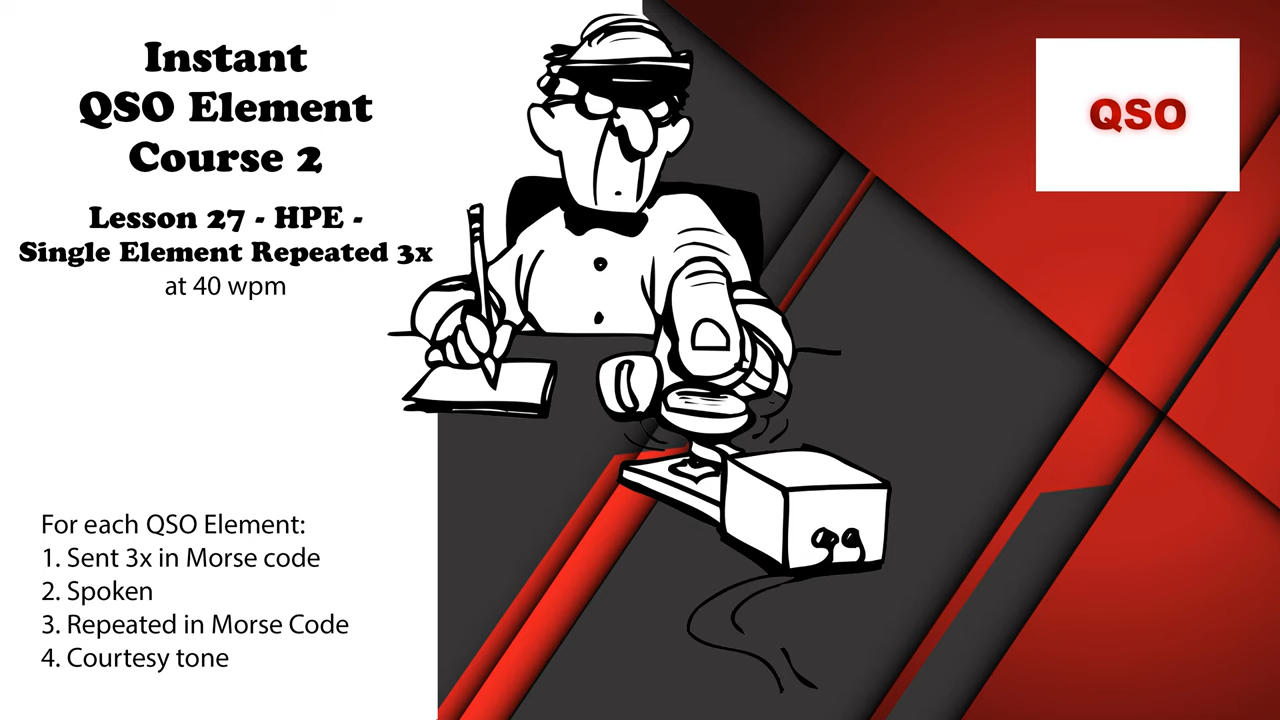 Instant
QSO Element
Course 2
Lesson 27 - HPE -
Single Element Repeated 3x
at 40 wpm
QSO
For each QSO Element:
1. Sent 3x in Morse code
2. Spoken
3. Repeated in Morse Code
4. Courtesy tone